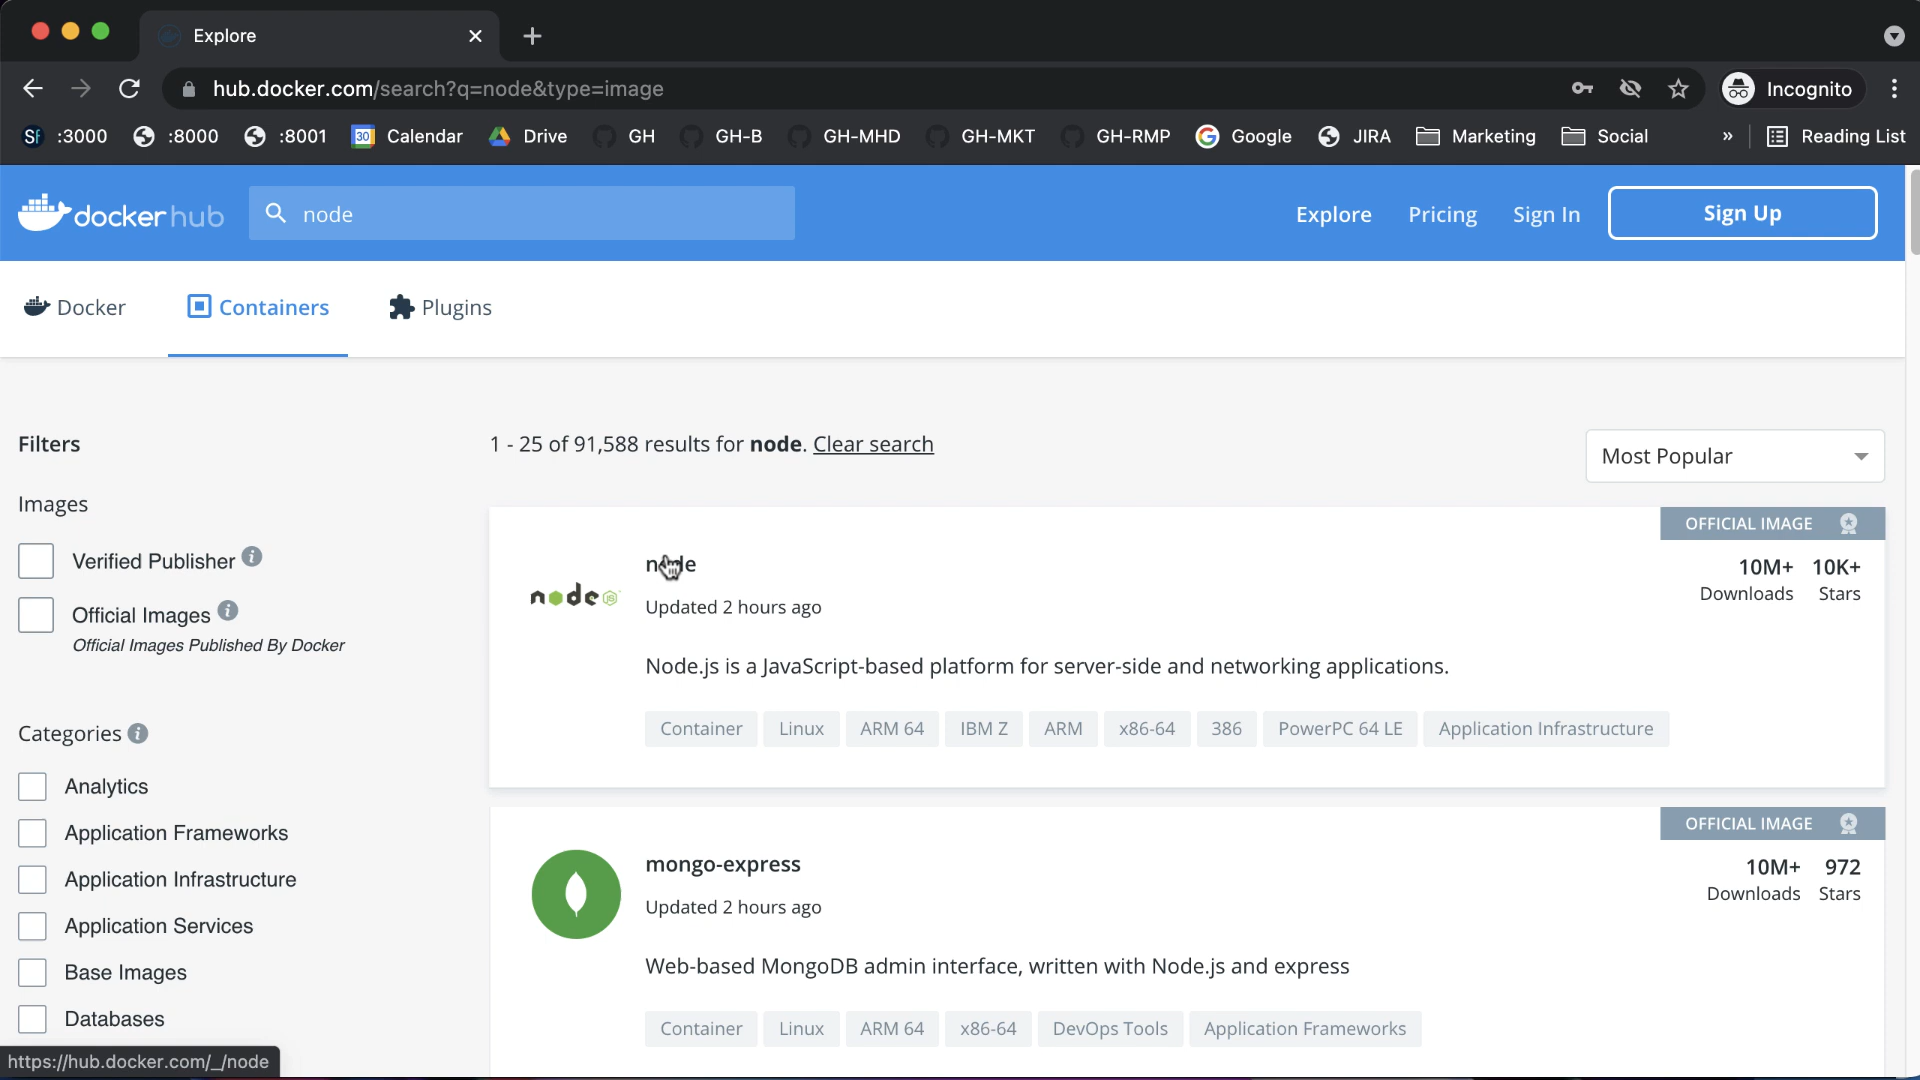 Explore
hub.docker.com/search?q=node&type=image
Incognito
SF :3000 :8000 :8001 30 Calendar Drive GH GH-B GH-MHD GH-MKT GH-RMP Google JIRA Marketing Social » Reading List
docker hub
node
Explore Pricing Sign In Sign Up
Docker Containers Plugins
Filters
1 - 25 of 91,588 results for node. Clear search
Most Popular
Images
Verified Publisher
Official Images
Official Images Published By Docker
Categories
Analytics
Application Frameworks
Application Infrastructure
Application Services
Base Images
Databases
OFFICIAL IMAGE
node
node JS
Updated 2 hours ago
10M+ 10K+
Downloads Stars
Node.js is a JavaScript-based platform for server-side and networking applications.
Container Linux ARM 64 IBM Z ARM x86-64 386 PowerPC 64 LE Application Infrastructure
OFFICIAL IMAGE
mongo-express
Updated 2 hours ago
10M+ 972
Downloads Stars
Web-based MongoDB admin interface, written with Node.js and express
Container Linux ARM 64 x86-64 DevOps Tools Application Frameworks
https://hub.docker.com/_/node